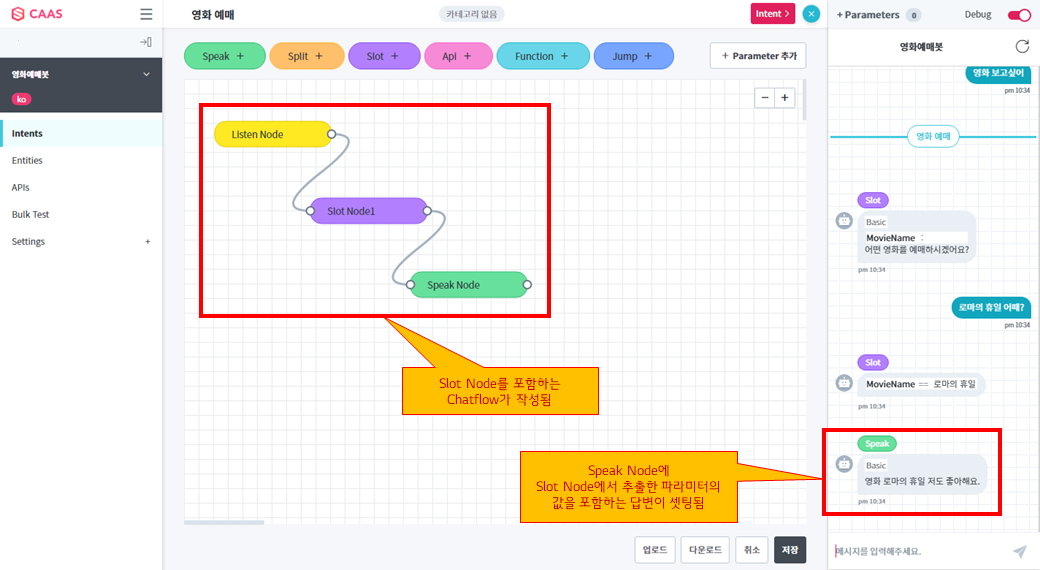 CAAS
영화예매봇
ko
Intents
Entities
APIs
Bulk Test
Settings +
영화 예매
카테고리 없음
Intent >
Speak +
Split +
Slot +
Api +
Function +
Jump +
+ Parameter 추가
− +
Listen Node
Slot Node1
Speak Node
Slot Node를 포함하는
Chatflow가 작성됨
Speak Node에
Slot Node에서 추출한 파라미터의
값을 포함하는 답변이 셋팅됨
업로드
다운로드
취소
저장
+ Parameters 0
Debug
영화예매봇
영화 보고싶어
pm 10:34
영화 예매
Slot
Basic
MovieName :
어떤 영화를 예매하시겠어요?
pm 10:34
로마의 휴일 어때?
pm 10:34
Slot
MovieName == 로마의 휴일
pm 10:34
Speak
Basic
영화 로마의 휴일 저도 좋아해요.
pm 10:34
메시지를 입력해주세요.